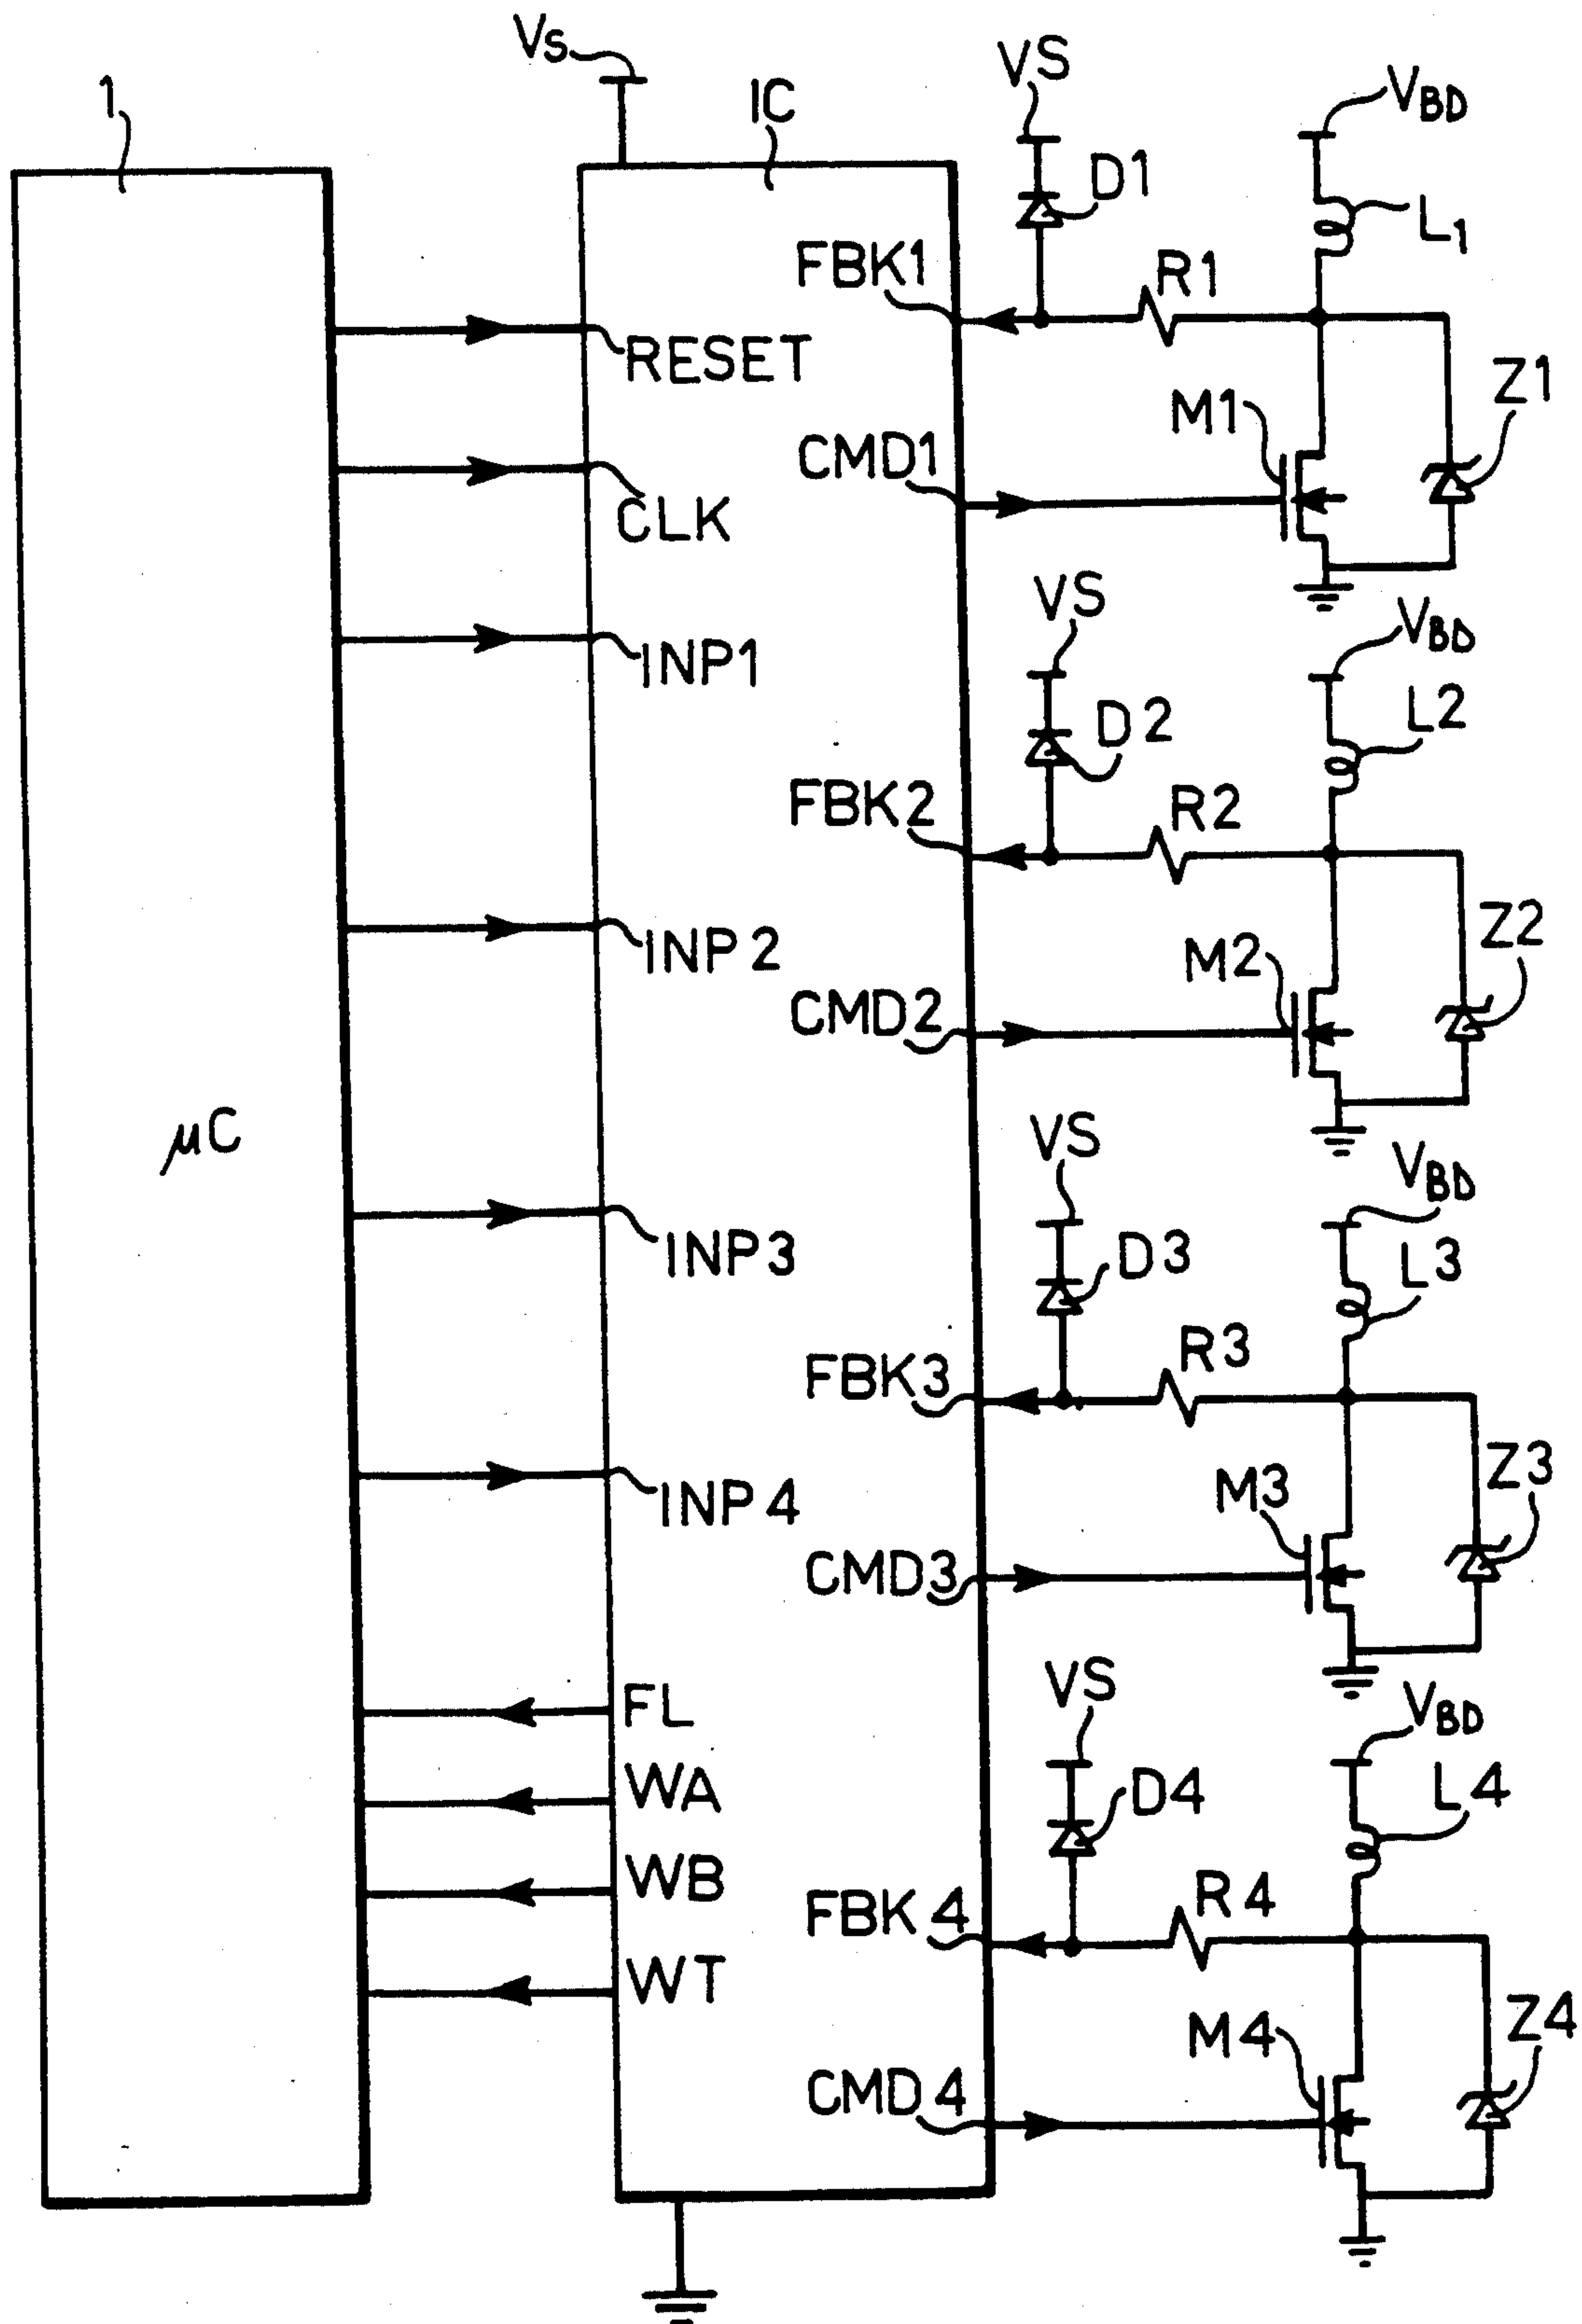 Vs
VS
1
IC
VBD
D1
L1
FBK1
R1
RESET
Z1
M1
CMD1
CLK
VS
VBD
INP1
D2
L2
FBK2
R2
INP2
Z2
M2
CMD2
µC
VS
VBD
INP3
D3
L3
FBK3
R3
INP4
Z3
M3
CMD3
FL
VS
VBD
WA
D4
L4
WB
FBK4
R4
WT
Z4
M4
CMD4